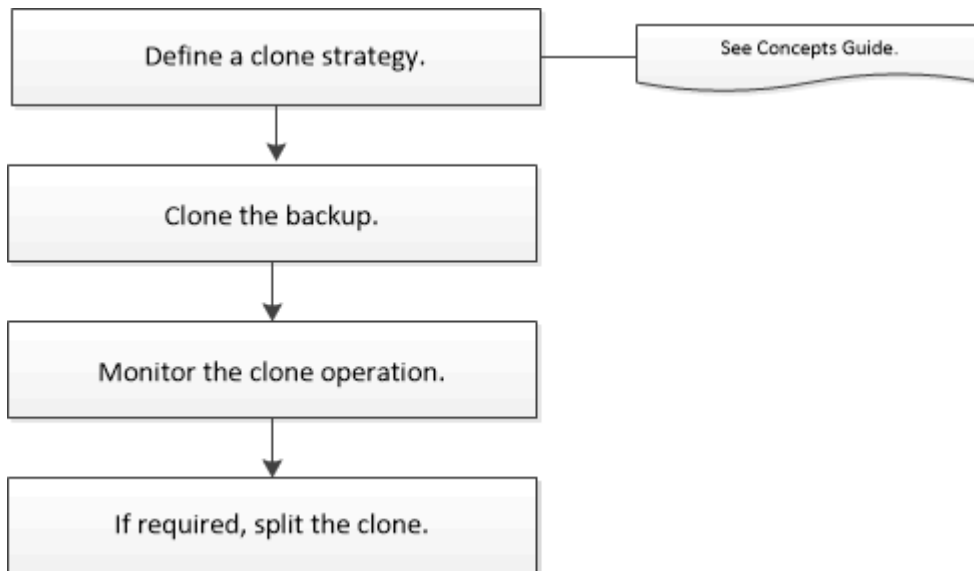 Define a clone strategy.
See Concepts Guide.
Clone the backup.
Monitor the clone operation.
If required, split the clone.